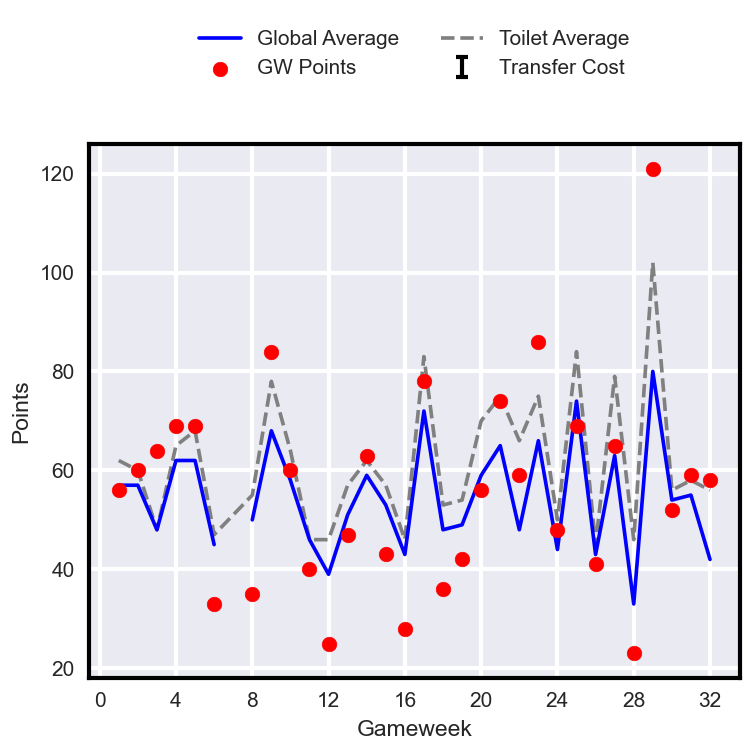 Global Average
Toilet Average
GW Points
Transfer Cost
120
100
80
60
40
20
Points
0 4 8 12 16 20 24 28 32
Gameweek